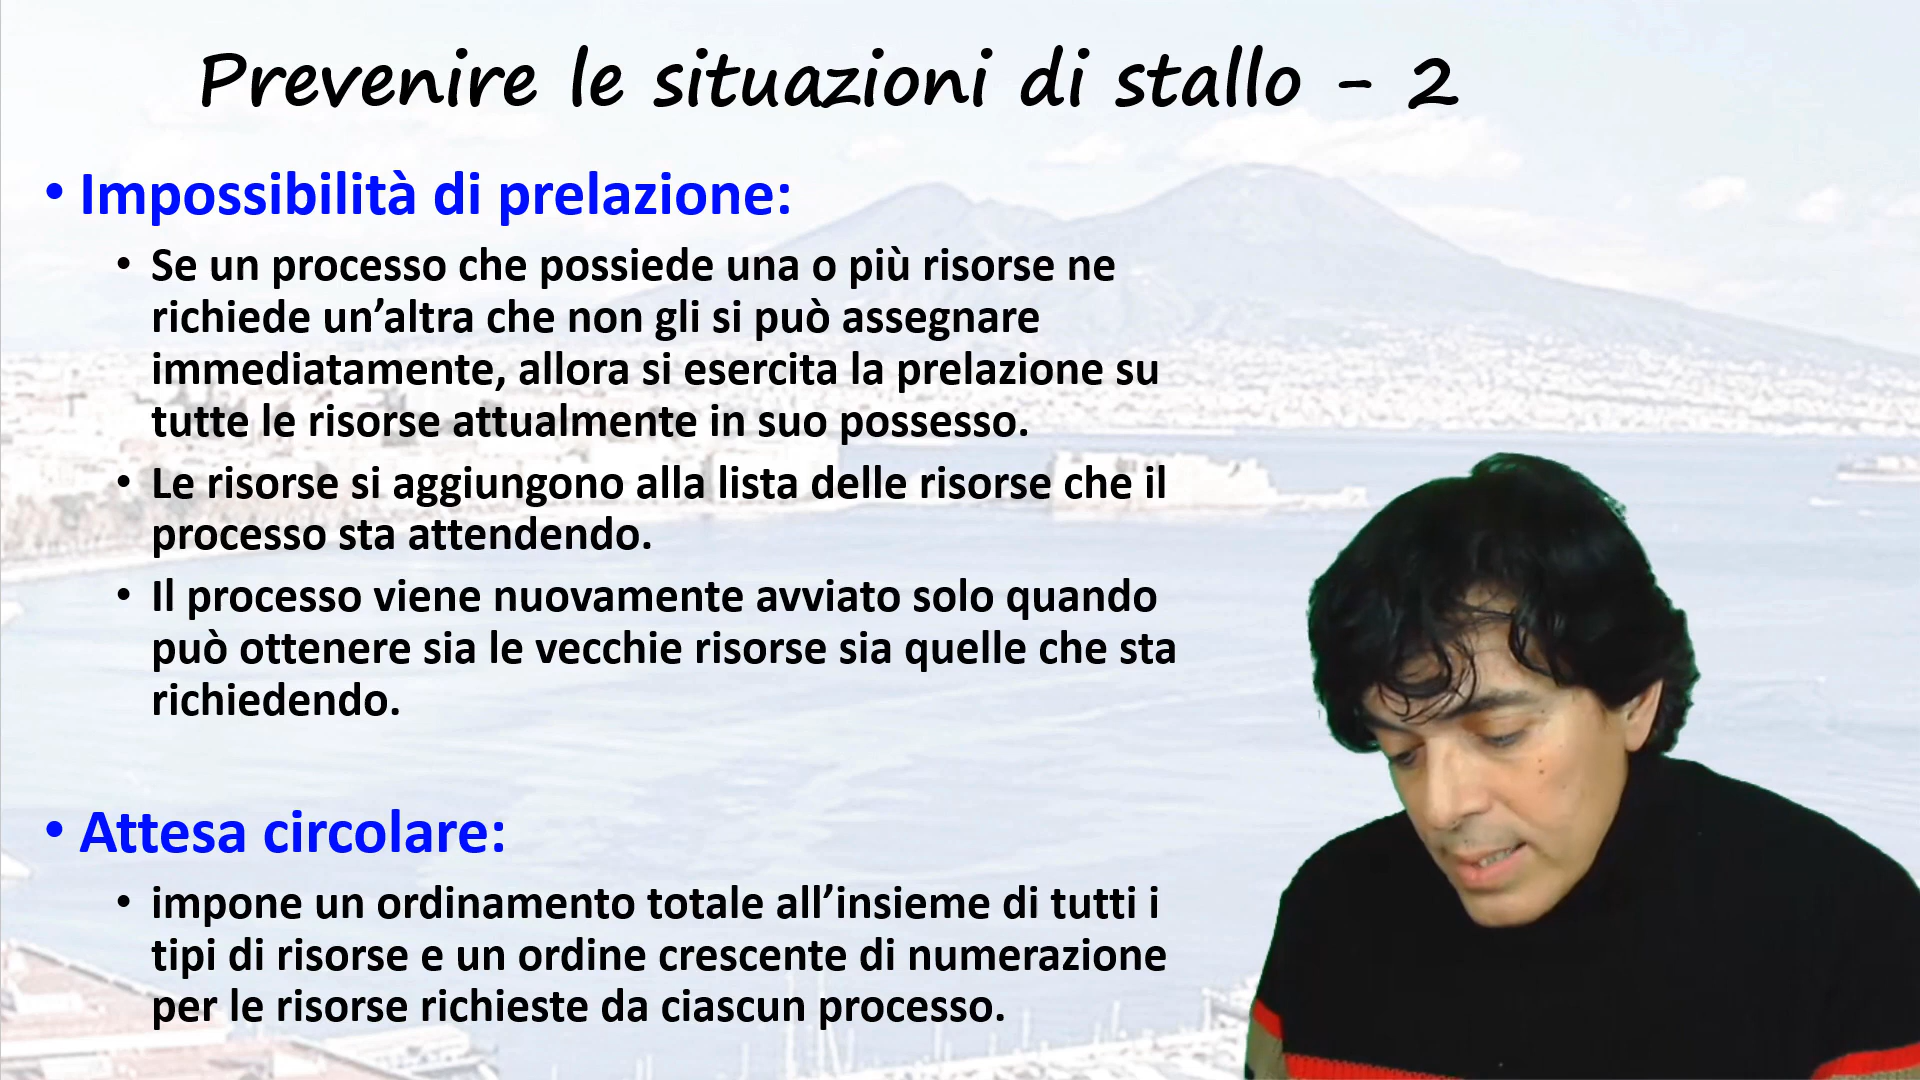 Prevenire le situazioni di stallo - 2
• Impossibilità di prelazione:
• Se un processo che possiede una o più risorse ne
richiede un’altra che non gli si può assegnare
immediatamente, allora si esercita la prelazione su
tutte le risorse attualmente in suo possesso.
• Le risorse si aggiungono alla lista delle risorse che il
processo sta attendendo.
• Il processo viene nuovamente avviato solo quando
può ottenere sia le vecchie risorse sia quelle che sta
richiedendo.
• Attesa circolare:
• impone un ordinamento totale all’insieme di tutti i
tipi di risorse e un ordine crescente di numerazione
per le risorse richieste da ciascun processo.